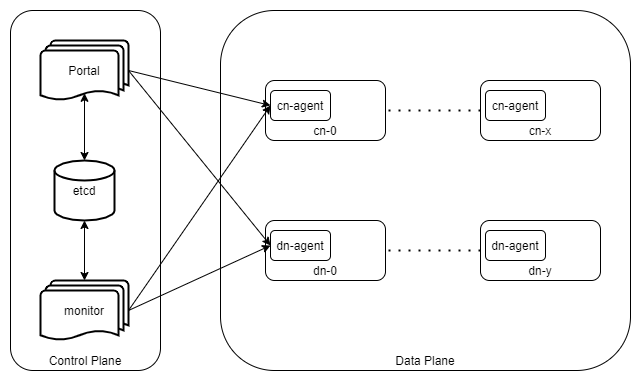 Portal
etcd
monitor
Control Plane
cn-agent
cn-0
cn-agent
cn-x
dn-agent
dn-0
dn-agent
dn-y
Data Plane